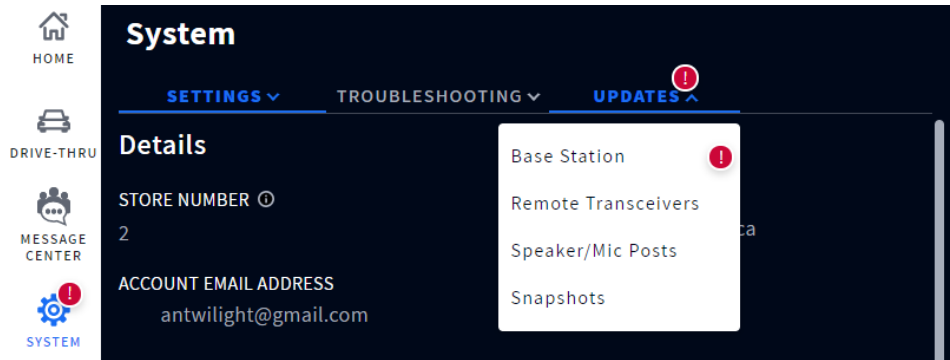 System
HOME
SETTINGS
TROUBLESHOOTING
UPDATES
!
DRIVE-THRU
Details
Base Station
!
STORE NUMBER
Remote Transceivers
2
ca
MESSAGE
CENTER
Speaker/Mic Posts
ACCOUNT EMAIL ADDRESS
Snapshots
antwilight@gmail.com
!
SYSTEM